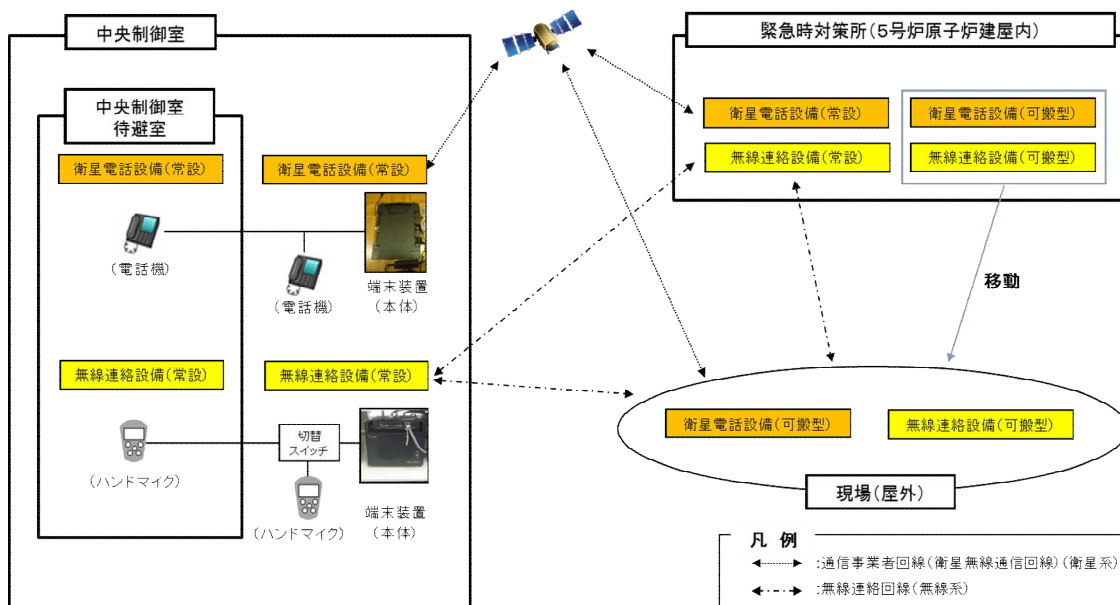 中央制御室
中央制御室
待避室
衛星電話設備(常設)
衛星電話設備(常設)
(電話機)
(電話機)
端末装置
(本体)
無線連絡設備(常設)
無線連絡設備(常設)
切替
スイッチ
(ハンドマイク)
(ハンドマイク)
端末装置
(本体)
緊急時対策所(5号炉原子炉建屋内)
衛星電話設備(常設)
衛星電話設備(可搬型)
無線連絡設備(常設)
無線連絡設備(可搬型)
移動
衛星電話設備(可搬型)
無線連絡設備(可搬型)
現場(屋外)
凡 例
:通信事業者回線(衛星無線通信回線)(衛星系)
:無線連絡回線(無線系)